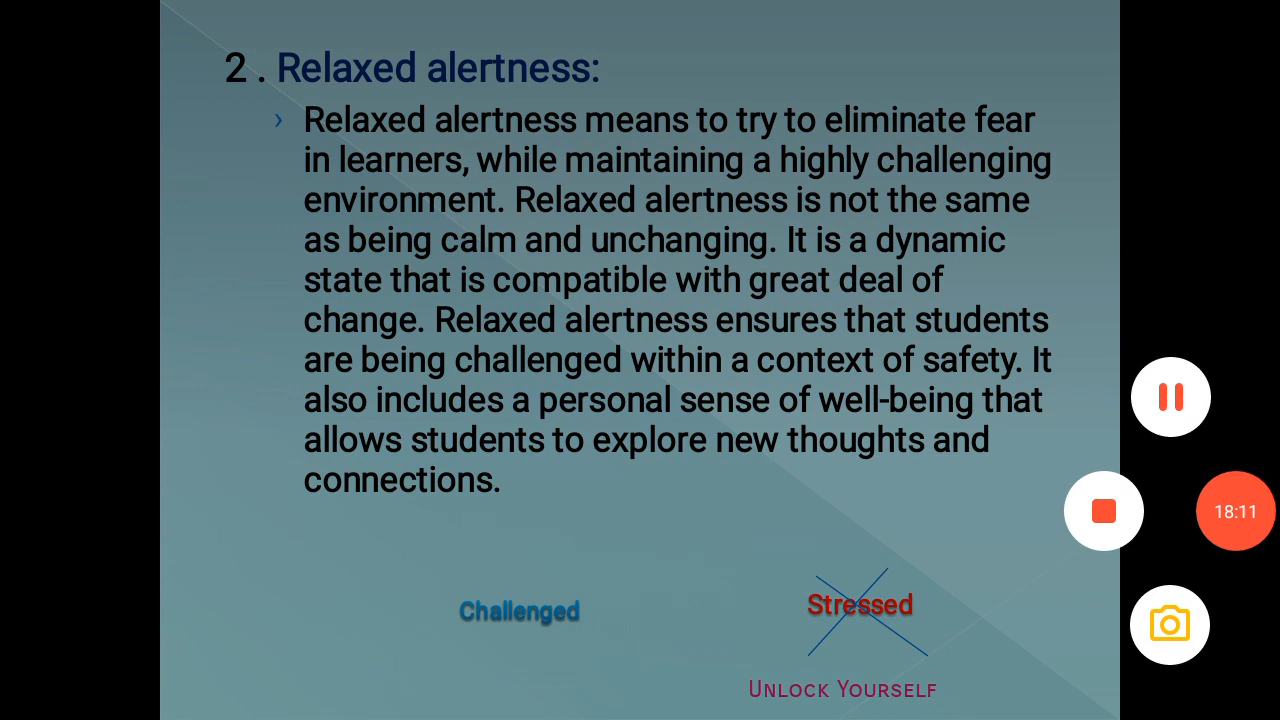 2 . Relaxed alertness:
› Relaxed alertness means to try to eliminate fear
in learners, while maintaining a highly challenging
environment. Relaxed alertness is not the same
as being calm and unchanging. It is a dynamic
state that is compatible with great deal of
change. Relaxed alertness ensures that students
are being challenged within a context of safety. It
also includes a personal sense of well-being that
allows students to explore new thoughts and
connections.
18:11
Challenged
Stressed
Unlock Yourself